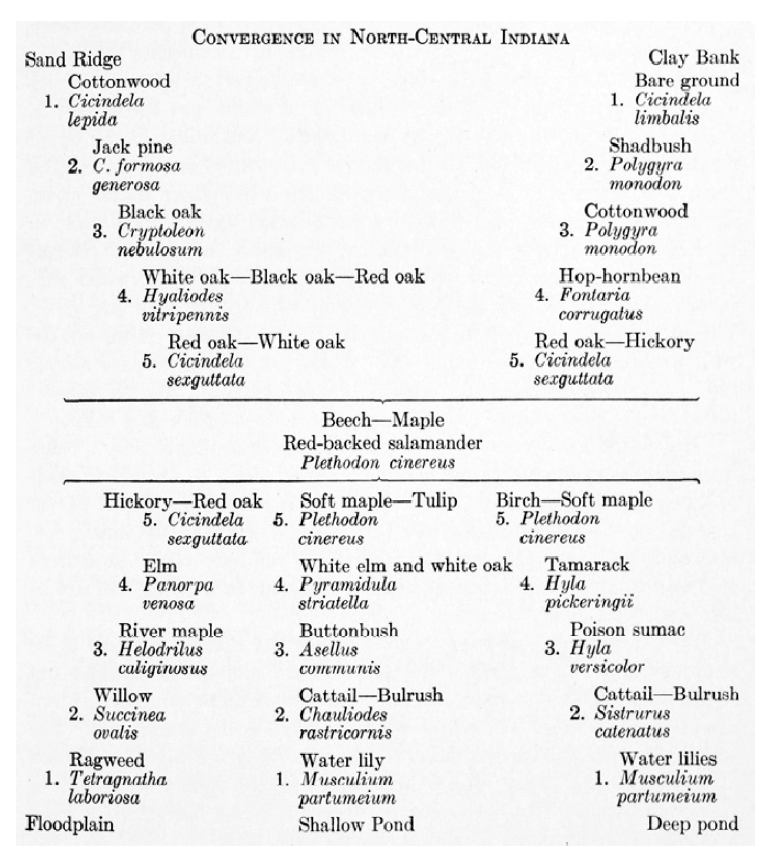 CONVERGENCE IN NORTH-CENTRAL INDIANA
Sand Ridge
Cottonwood
1. Cicindela
lepida
Jack pine
2. C. formosa
generosa
Black oak
3. Cryptoleon
nebulosum
White oak—Black oak—Red oak
4. Hyaliodes
vitripennis
Red oak—White oak
5. Cicindela
sexguttata
Clay Bank
Bare ground
1. Cicindela
limbalis
Shadbush
2. Polygyra
monodon
Cottonwood
3. Polygyra
monodon
Hop-hornbean
4. Fontaria
corrugatus
Red oak—Hickory
5. Cicindela
sexguttata
Beech—Maple
Red-backed salamander
Plethodon cinereus
Hickory—Red oak
5. Cicindela
sexguttata
Elm
4. Panorpa
venosa
River maple
3. Helodrilus
caliginosus
Willow
2. Succinea
ovalis
Ragweed
1. Tetragnatha
laboriosa
Floodplain
Soft maple—Tulip
5. Plethodon
cinereus
White elm and white oak
4. Pyramidula
striatella
Buttonbush
3. Asellus
communis
Cattail—Bulrush
2. Chauliodes
rastricornis
Water lily
1. Musculium
partumeium
Shallow Pond
Birch—Soft maple
5. Plethodon
cinereus
Tamarack
4. Hyla
pickeringii
Poison sumac
3. Hyla
versicolor
Cattail—Bulrush
2. Sistrurus
catenatus
Water lilies
1. Musculium
partumeium
Deep pond